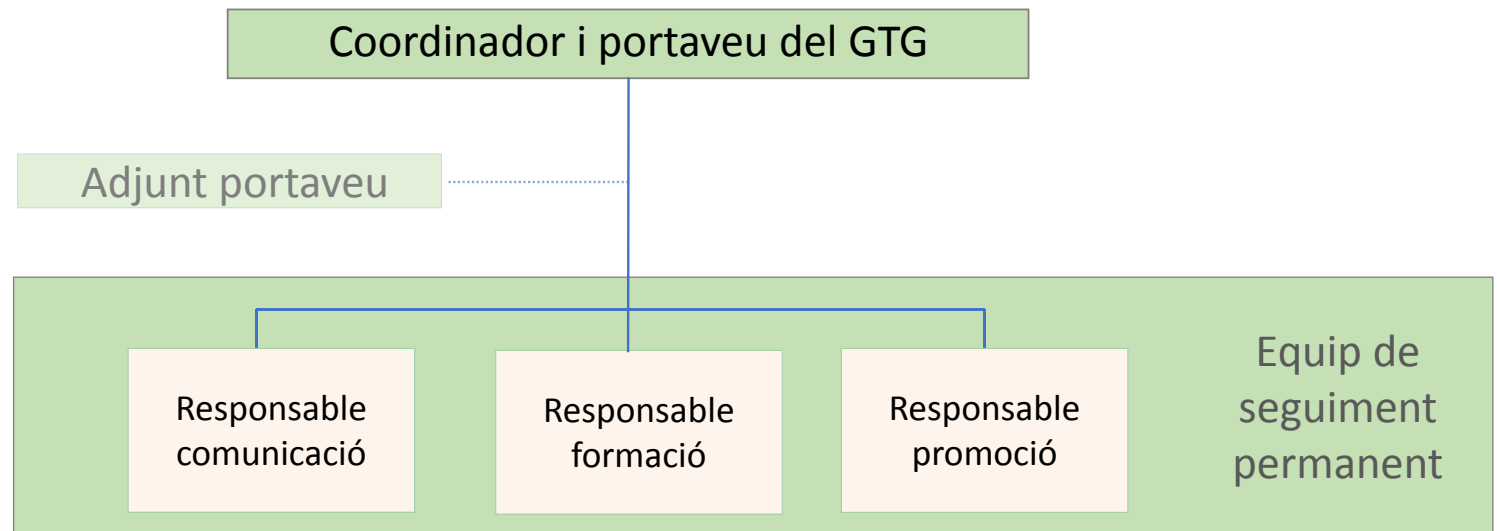 Coordinador i portaveu del GTG
Adjunt portaveu
Responsable
comunicació
Responsable
formació
Responsable
promoció
Equip de
seguiment
permanent